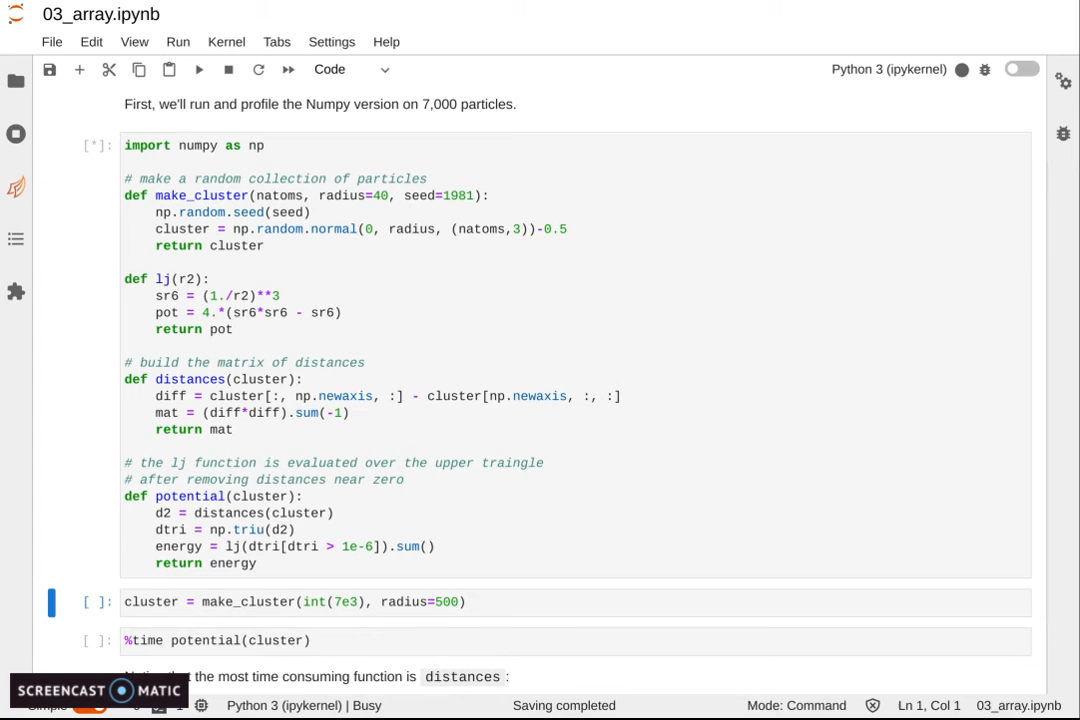 03_array.ipynb
File Edit View Run Kernel Tabs Settings Help
Code Python 3 (ipykernel)
First, we'll run and profile the Numpy version on 7,000 particles.
[*]: import numpy as np
# make a random collection of particles
def make_cluster(natoms, radius=40, seed=1981):
    np.random.seed(seed)
    cluster = np.random.normal(0, radius, (natoms,3))-0.5
    return cluster
def lj(r2):
    sr6 = (1./r2)**3
    pot = 4.*(sr6*sr6 - sr6)
    return pot
# build the matrix of distances
def distances(cluster):
    diff = cluster[:, np.newaxis, :] - cluster[np.newaxis, :, :]
    mat = (diff*diff).sum(-1)
    return mat
# the lj function is evaluated over the upper traingle
# after removing distances near zero
def potential(cluster):
    d2 = distances(cluster)
    dtri = np.triu(d2)
    energy = lj(dtri[dtri > 1e-6]).sum()
    return energy
[ ]: cluster = make_cluster(int(7e3), radius=500)
[ ]: %time potential(cluster)
the most time consuming function is distances:
SCREENCAST MATIC
Python 3 (ipykernel) | Busy Saving completed Mode: Command Ln 1, Col 1 03_array.ipynb